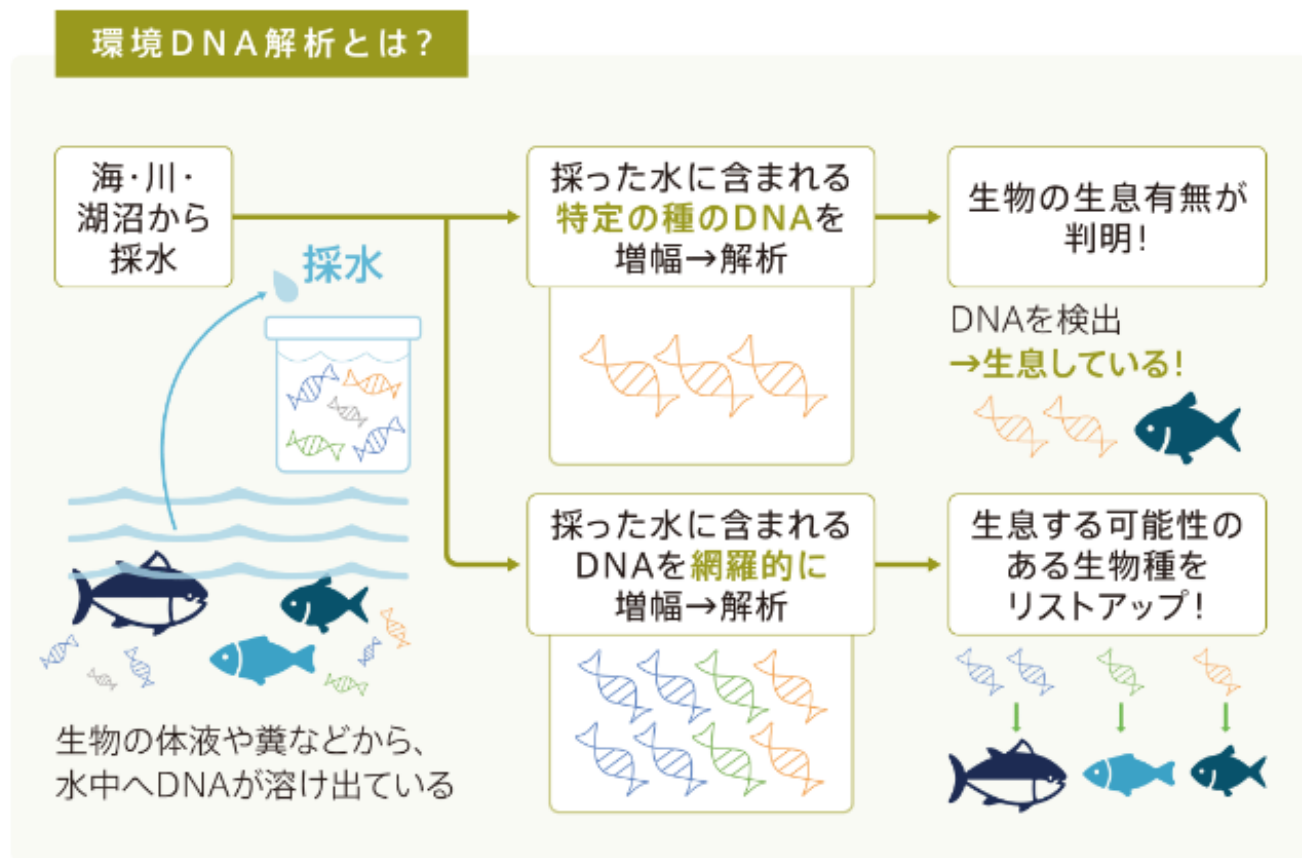 環境DNA解析とは?
海・川・
湖沼から
採水
採水
生物の体液や糞などから、
水中へDNAが溶け出ている
採った水に含まれる
特定の種のDNAを
増幅→解析
生物の生息有無が
判明!
DNAを検出
→生息している!
採った水に含まれる
DNAを網羅的に
増幅→解析
生息する可能性の
ある生物種を
リストアップ!